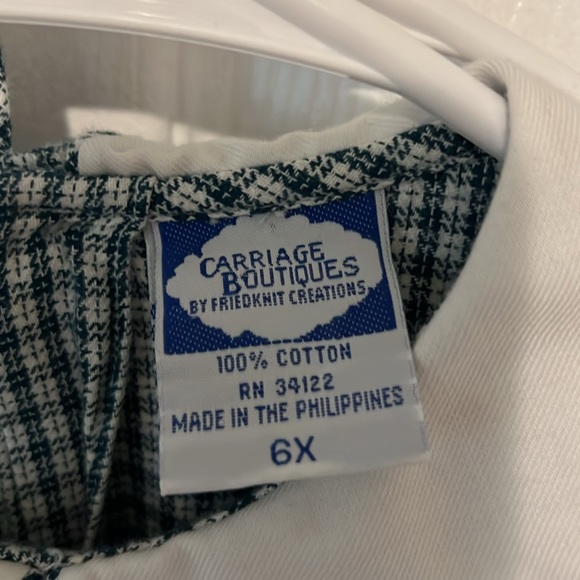 CARRIAGE
BOUTIQUES
BY FRIEDKNIT CREATIONS
100% COTTON
RN 34122
MADE IN THE PHILIPPINES
6X